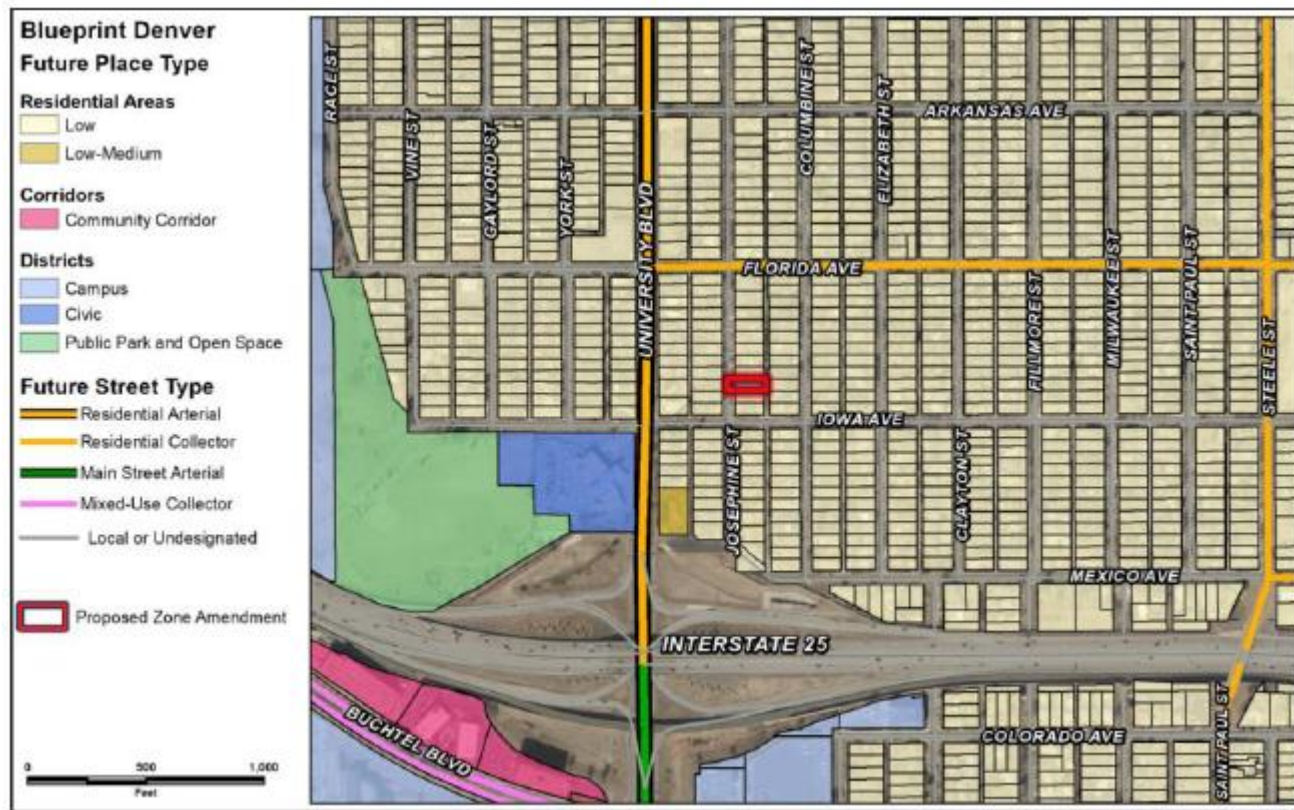 Blueprint Denver
Future Place Type
Residential Areas
Low
Low-Medium
Corridors
Community Corridor
Districts
Campus
Civic
Public Park and Open Space
Future Street Type
Residential Arterial
Residential Collector
Main Street Arterial
Mixed-Use Collector
Local or Undesignated
Proposed Zone Amendment
0 500 1,000
Feet
RACE ST
VINE ST
GAYLORD ST
YORK ST
UNIVERSITY BLVD
COLUMBINE ST
ELIZABETH ST
ARKANSAS AVE
FLORIDA AVE
FILLMORE ST
MILWAUKEE ST
SAINT PAUL ST
STEELE ST
IOWA AVE
JOSEPHINE ST
CLAYTON ST
MEXICO AVE
INTERSTATE 25
BUCHTEL BLVD
COLORADO AVE
SAINT PAUL ST